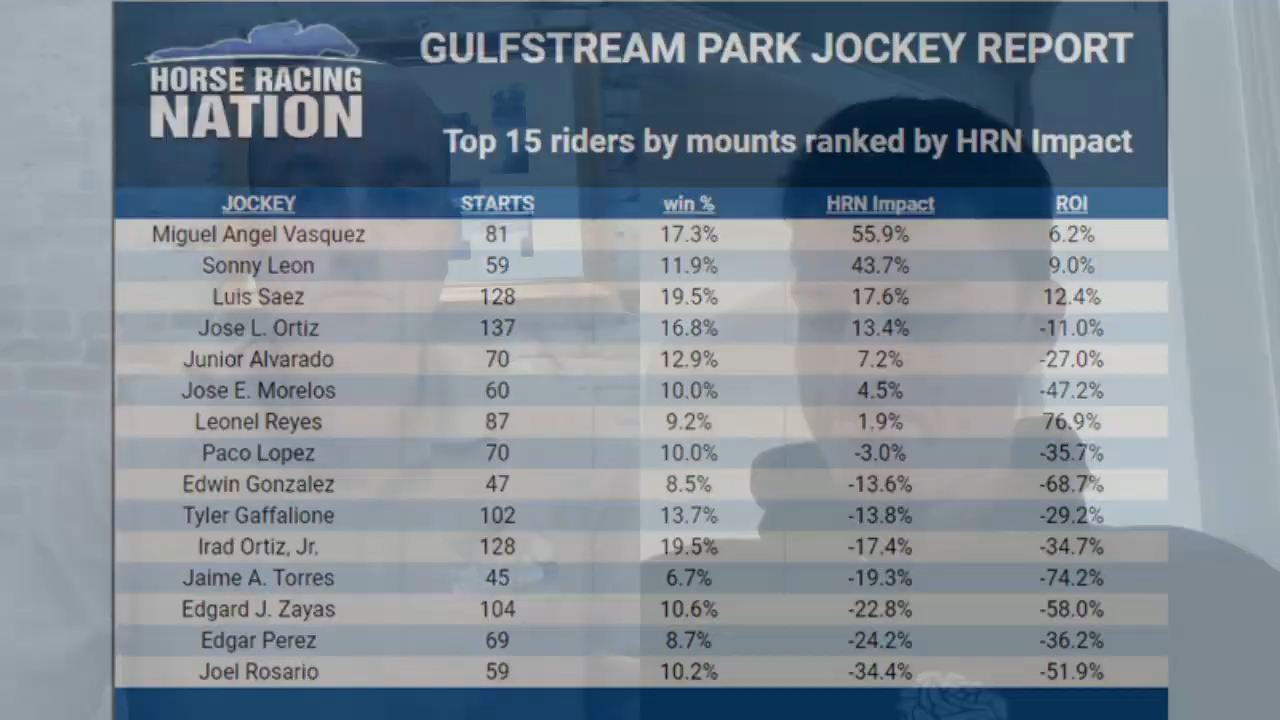 HORSE RACING
NATION
GULFSTREAM PARK JOCKEY REPORT
Top 15 riders by mounts ranked by HRN Impact
JOCKEY STARTS win % HRN Impact ROI
Miguel Angel Vasquez 81 17.3% 55.9% 6.2%
Sonny Leon 59 11.9% 43.7% 9.0%
Luis Saez 128 19.5% 17.6% 12.4%
Jose L. Ortiz 137 16.8% 13.4% -11.0%
Junior Alvarado 70 12.9% 7.2% -27.0%
Jose E. Morelos 60 10.0% 4.5% -47.2%
Leonel Reyes 87 9.2% 1.9% 76.9%
Paco Lopez 70 10.0% -3.0% -35.7%
Edwin Gonzalez 47 8.5% -13.6% -68.7%
Tyler Gaffalione 102 13.7% -13.8% -29.2%
Irad Ortiz, Jr. 128 19.5% -17.4% -34.7%
Jaime A. Torres 45 6.7% -19.3% -74.2%
Edgard J. Zayas 104 10.6% -22.8% -58.0%
Edgar Perez 69 8.7% -24.2% -36.2%
Joel Rosario 59 10.2% -34.4% -51.9%